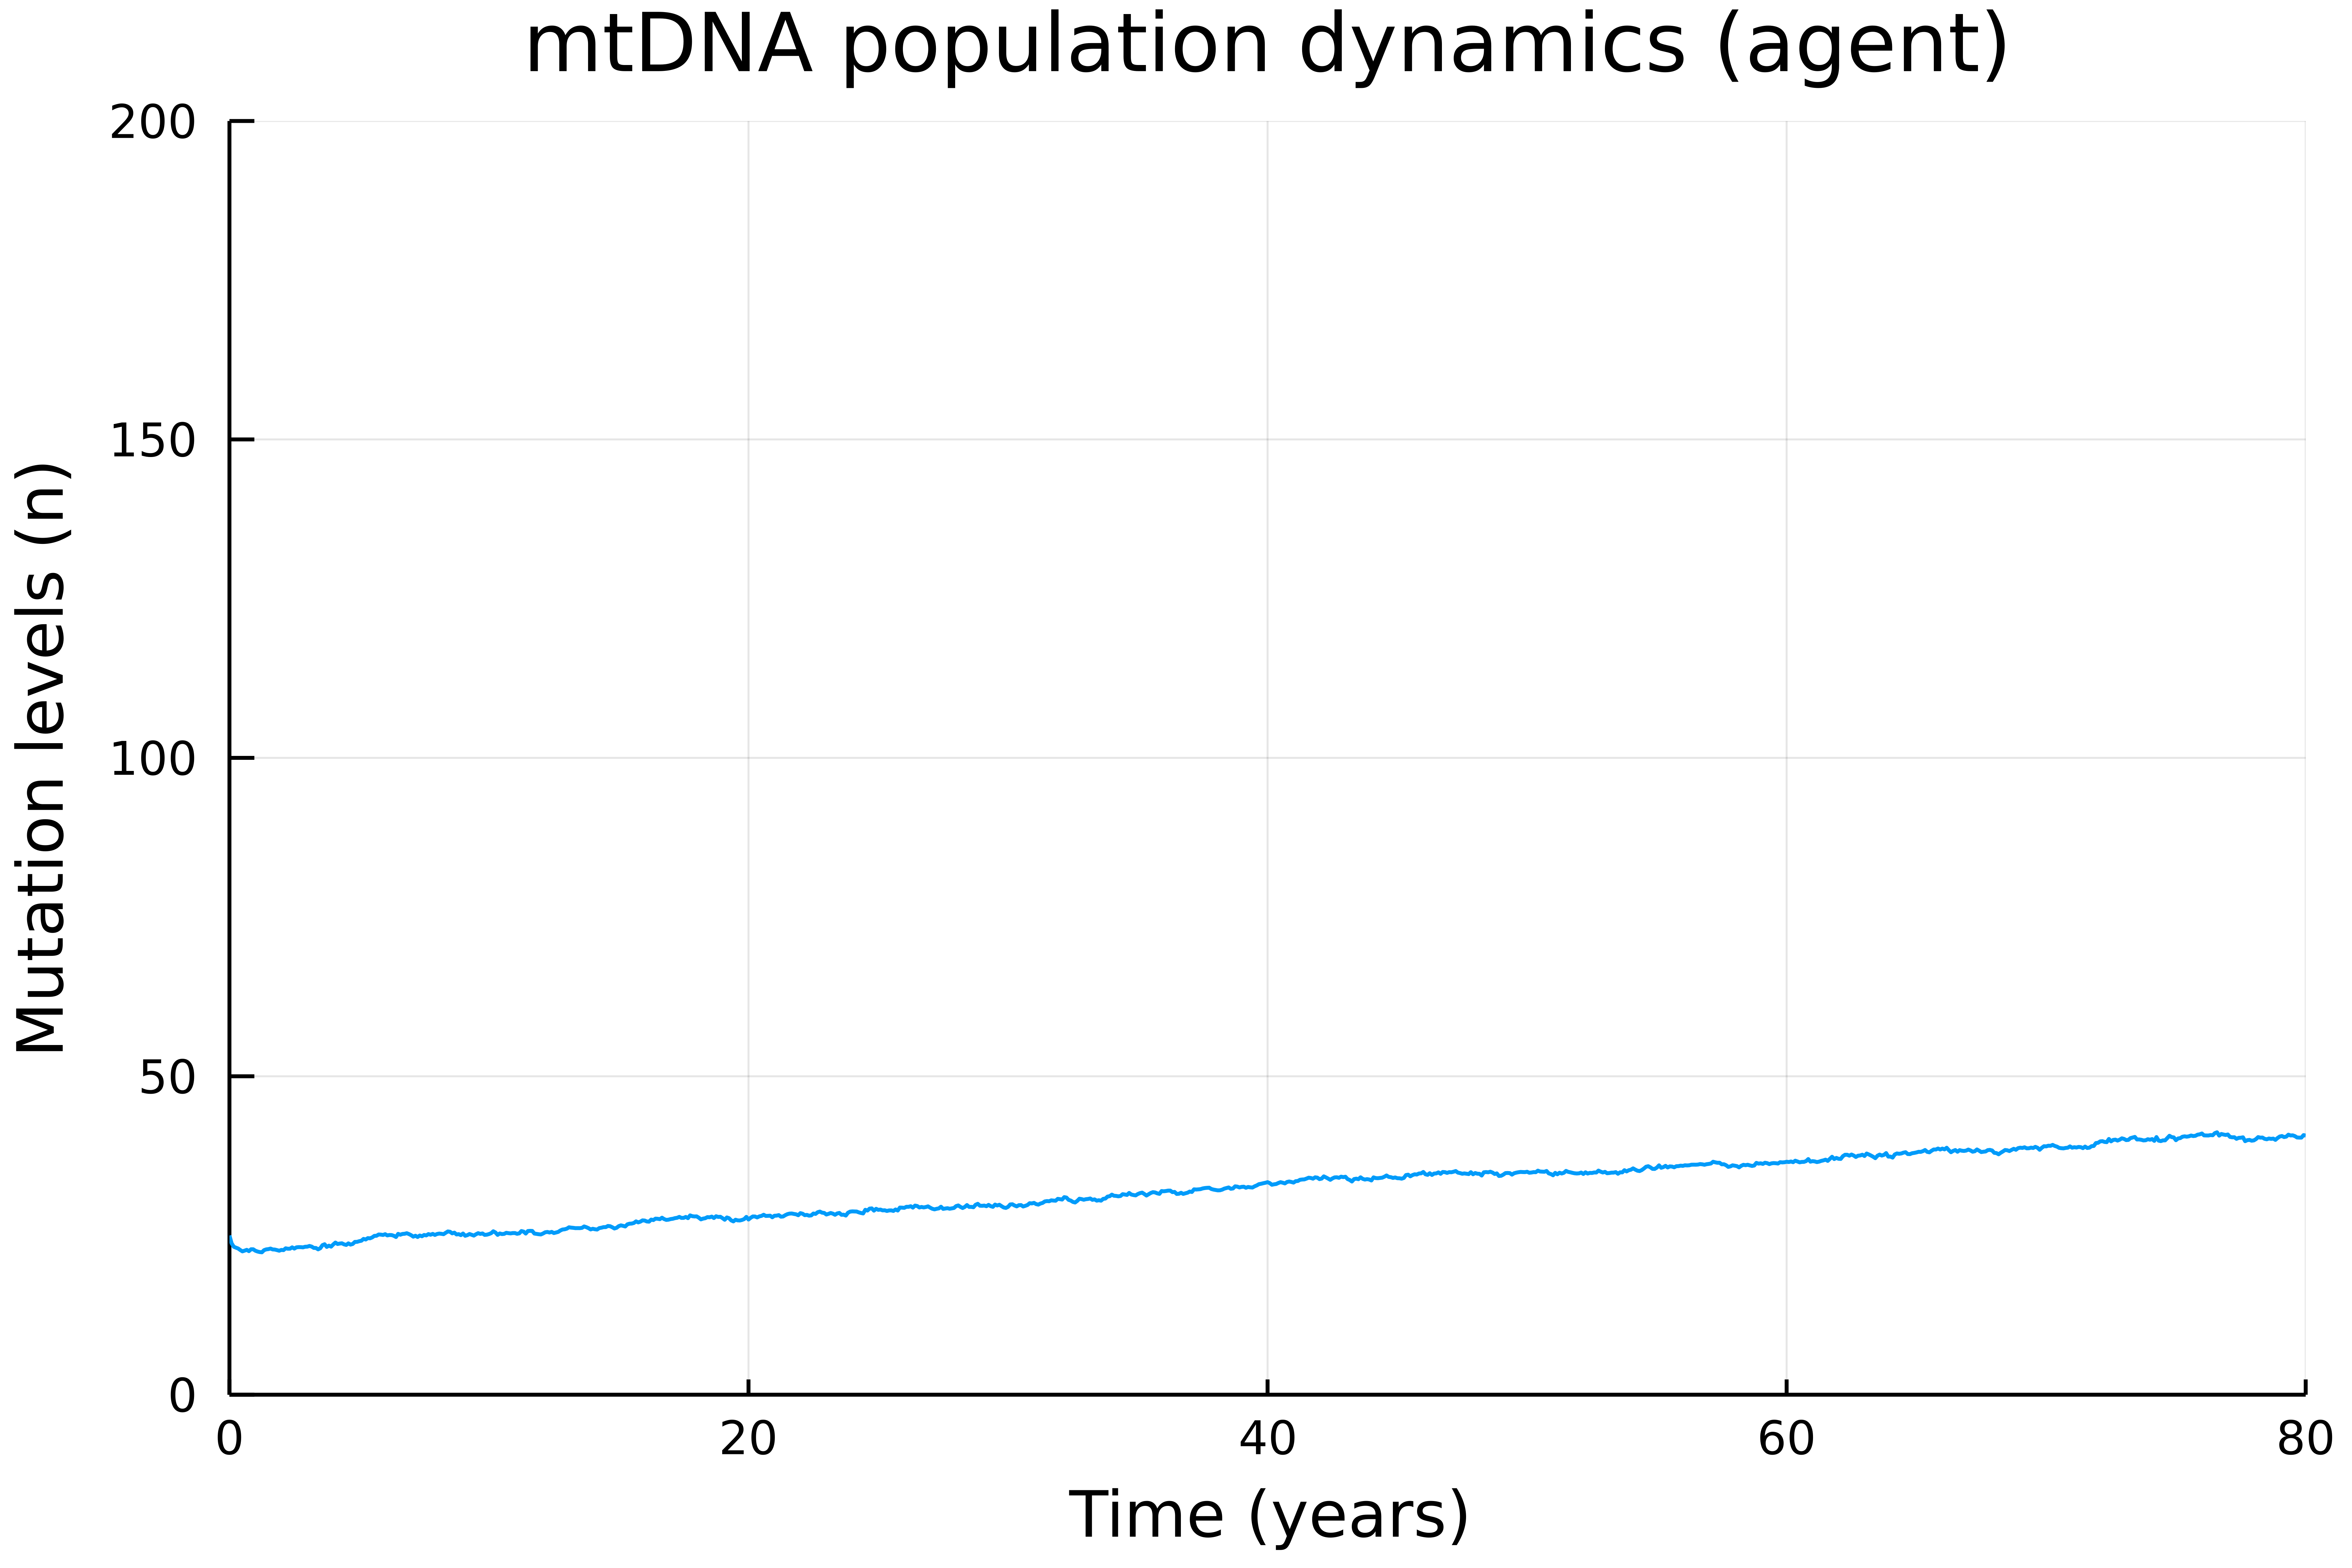 mtDNA population dynamics (agent)
200
150
100
50
0
Mutation levels (n)
0 20 40 60 80
Time (years)